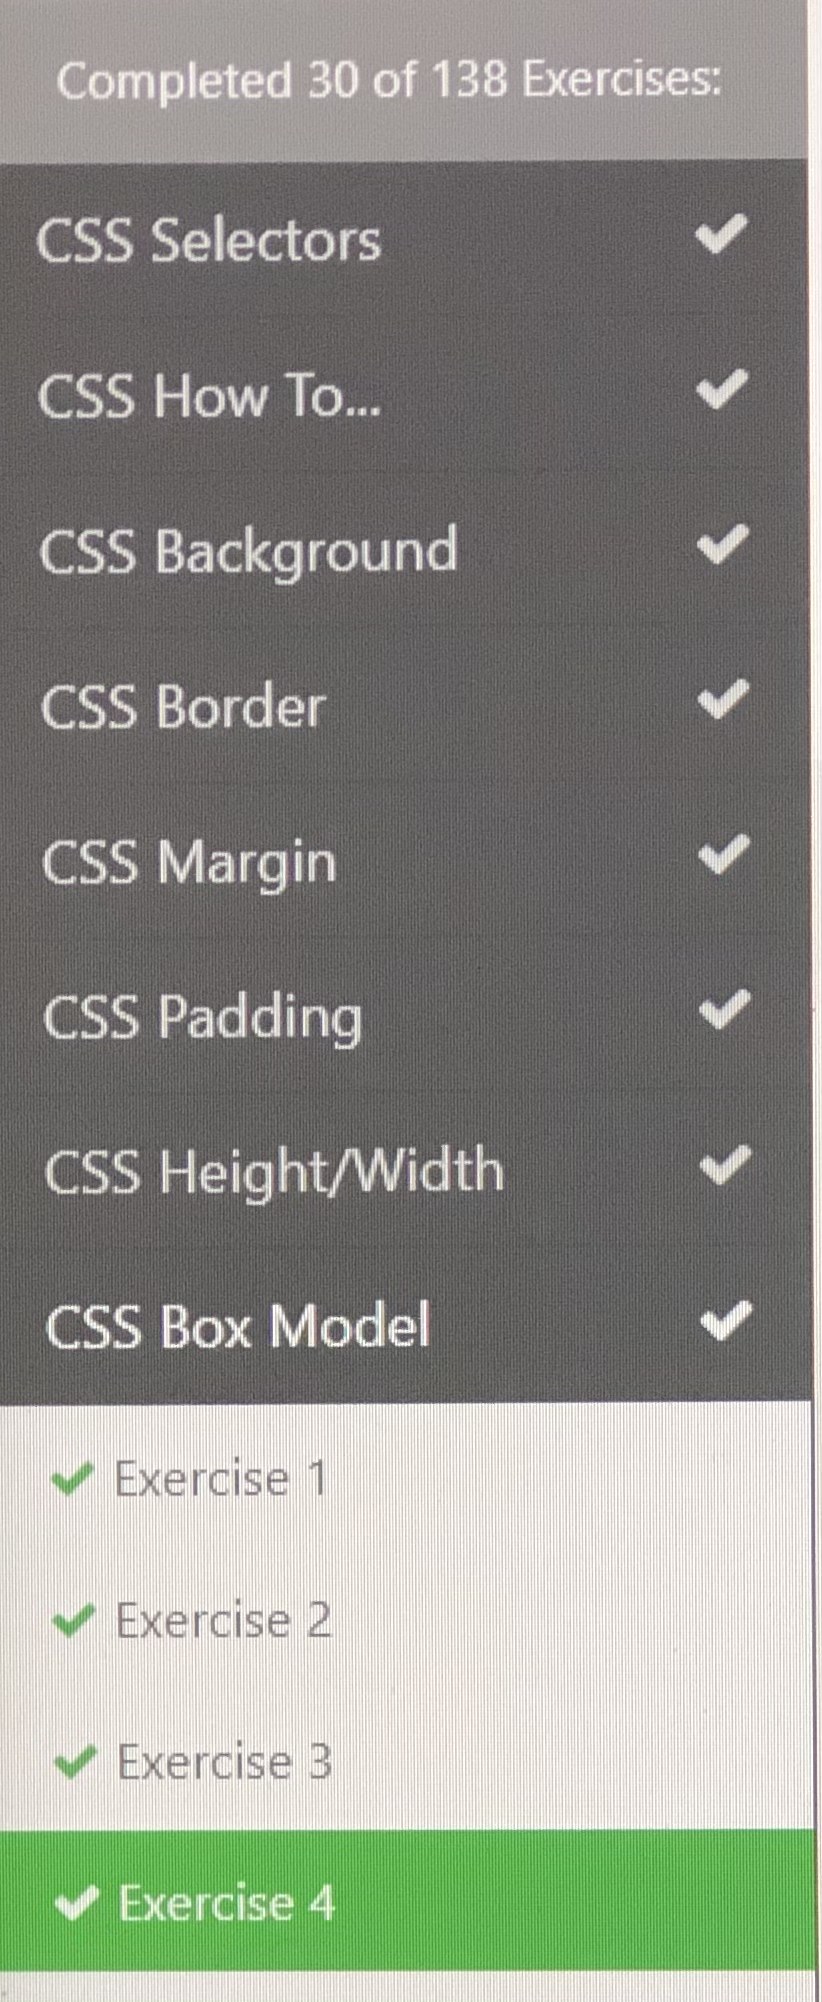 Completed 30 of 138 Exercises:
CSS Selectors
CSS How To...
CSS Background
CSS Border
CSS Margin
CSS Padding
CSS Height/Width
CSS Box Model
Exercise 1
Exercise 2
Exercise 3
Exercise 4